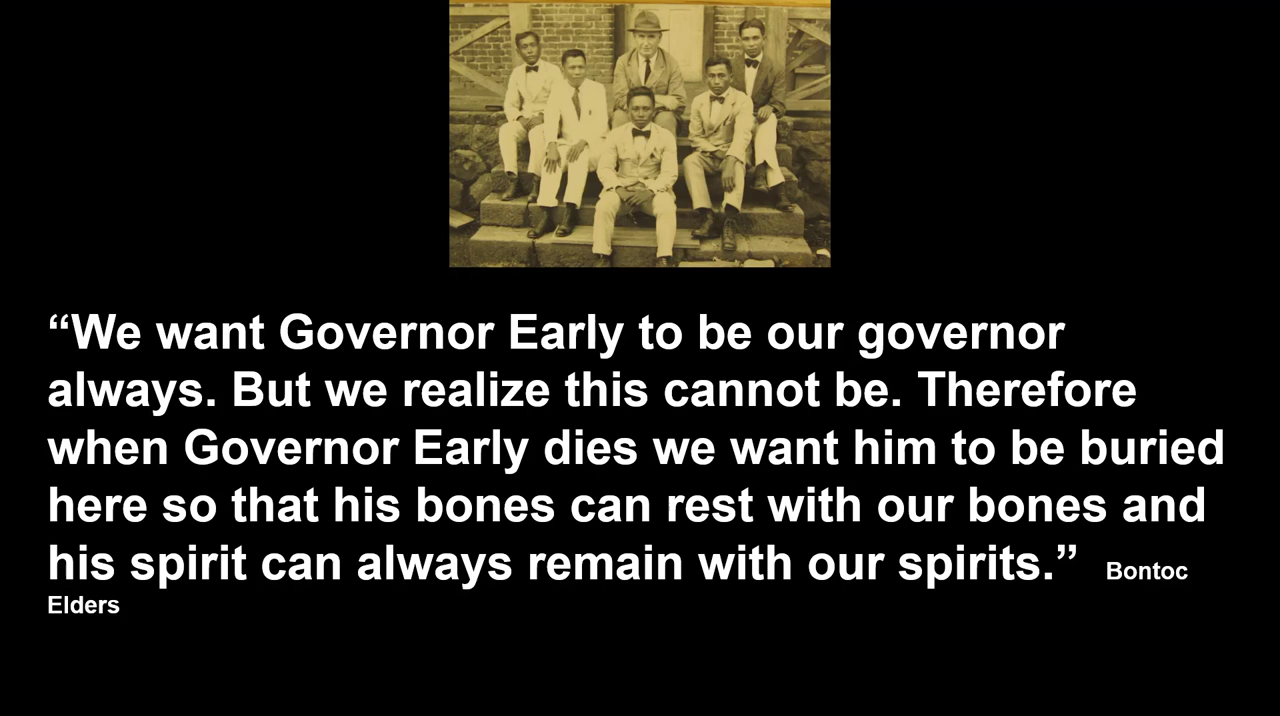 “We want Governor Early to be our governor
always. But we realize this cannot be. Therefore
when Governor Early dies we want him to be buried
here so that his bones can rest with our bones and
his spirit can always remain with our spirits.” Bontoc
Elders